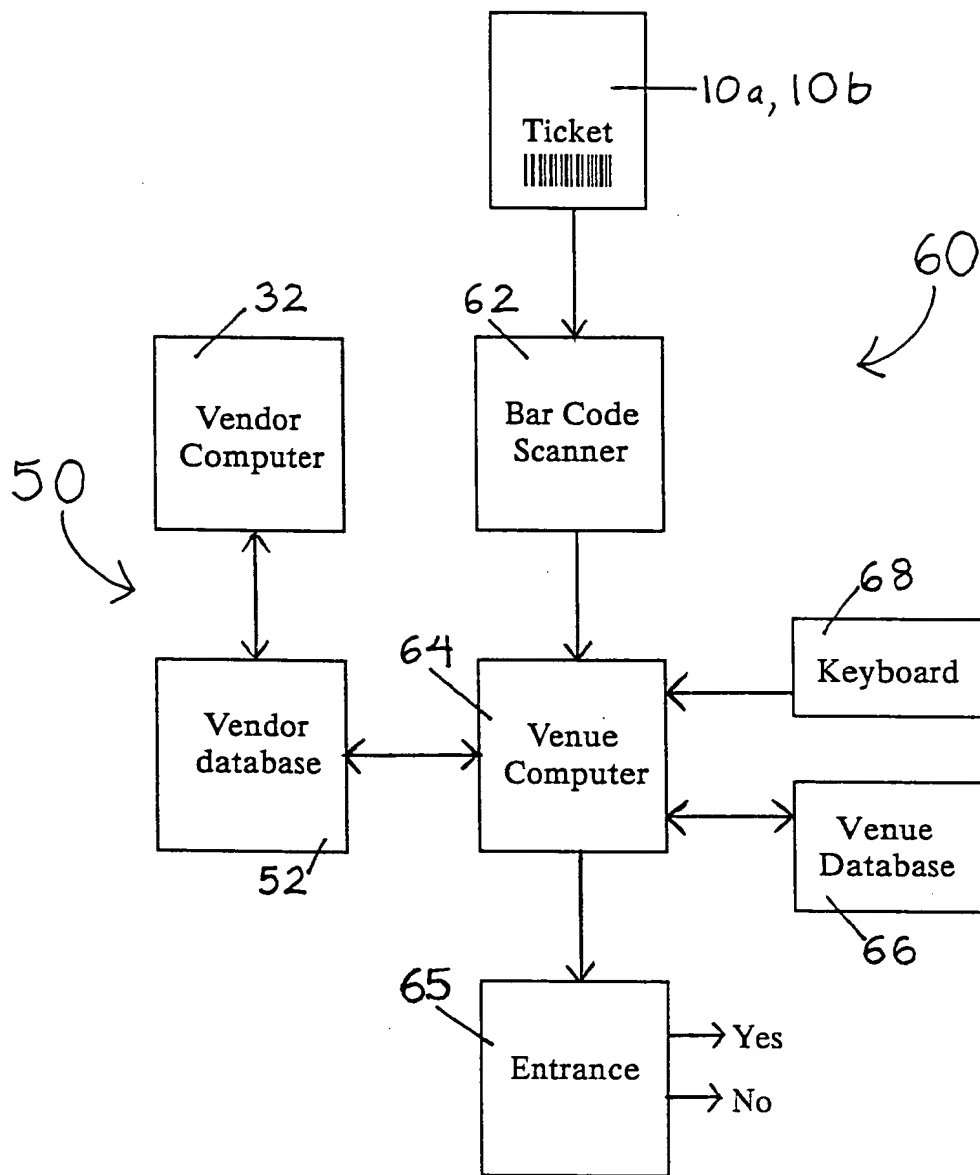 10a, 10b
Ticket
60
32
62
Vendor
Computer
Bar Code
Scanner
50
68
Keyboard
64
Vendor
database
Venue
Computer
Venue
Database
52
66
65
Entrance
Yes
No